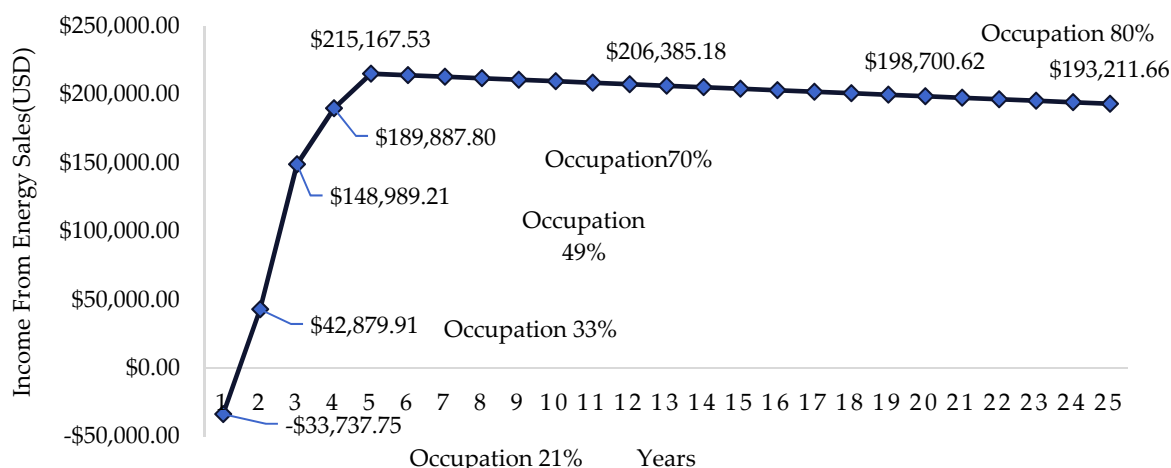 $250,000.00
Occupation 80%
$215,167.53
$206,385.18
$198,700.62
$193,211.66
$200,000.00
$189,887.80
$150,000.00
Occupation70%
$148,989.21
Occupation
49%
$100,000.00
$50,000.00
$42,879.91
Occupation 33%
$0.00
1 2 3 4 5 6 7 8 9 10 11 12 13 14 15 16 17 18 19 20 21 22 23 24 25
-$33,737.75
-$50,000.00
Occupation 21%
Years
Income From Energy Sales(USD)